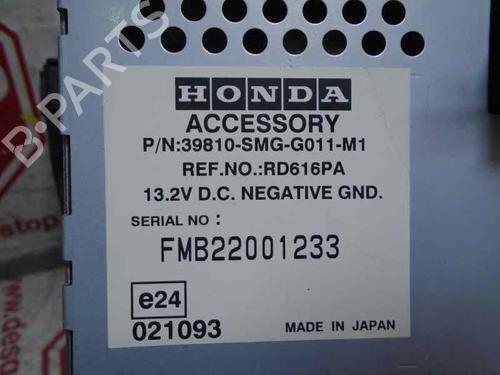 B-PARTS
HONDA
ACCESSORY
P/N:39810-SMG-G011-M1
REF.NO.:RD616PA
13.2V D.C. NEGATIVE GND.
SERIAL NO :
FMB22001233
e24
021093
MADE IN JAPAN